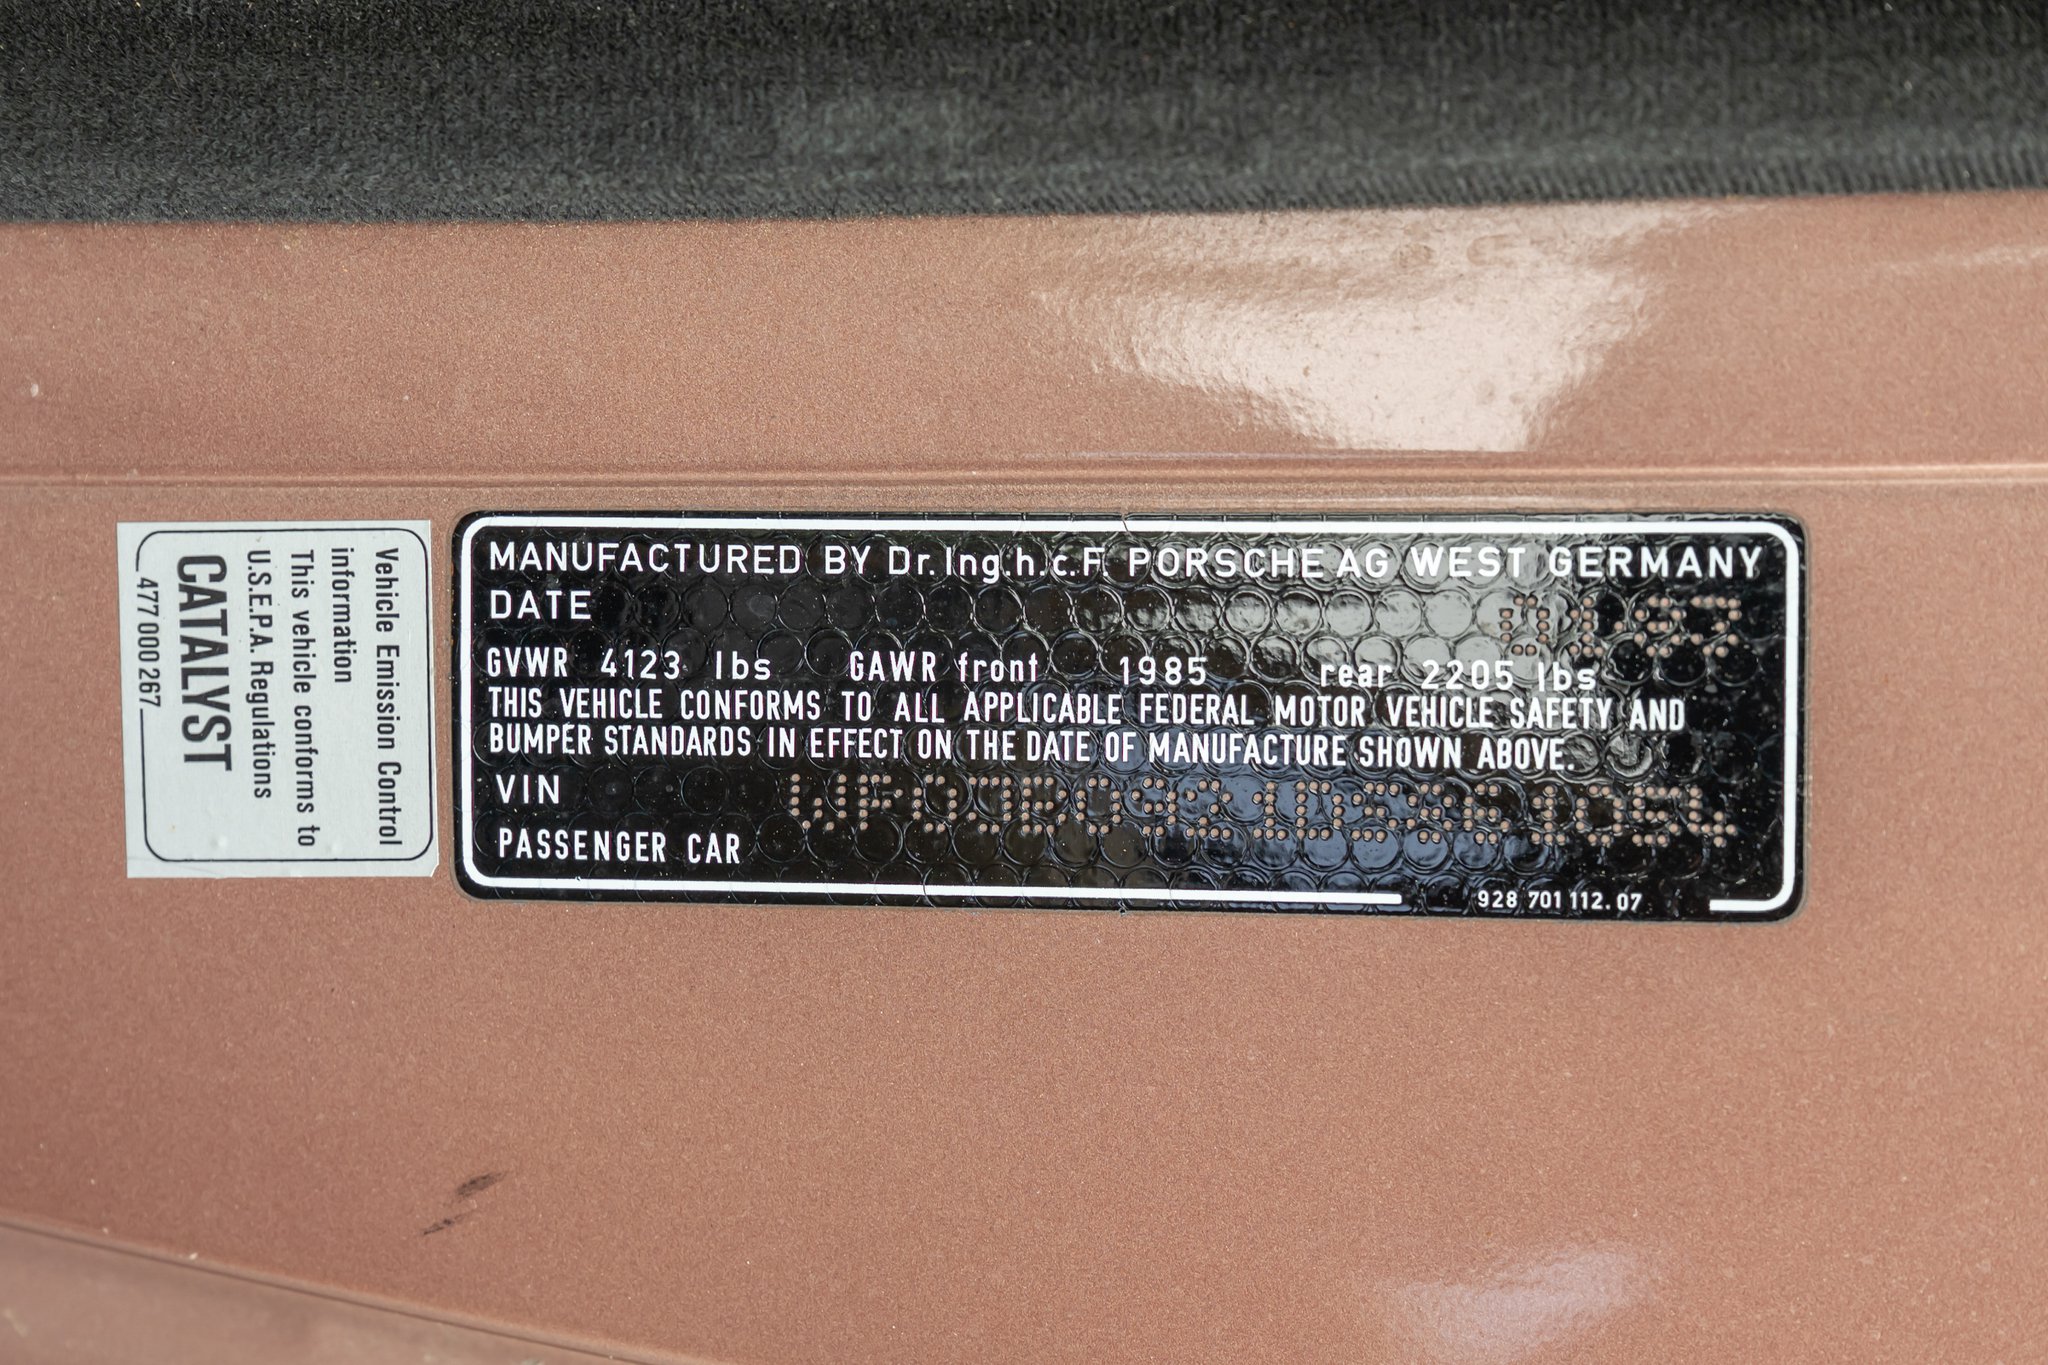 Vehicle Emission Control
information
This vehicle conforms to
U.S.E.P.A. Regulations
CATALYST
477 000 267
MANUFACTURED BY Dr.Ing.h.c.F. PORSCHE AG WEST GERMANY
DATE 01-83
GVWR 4123 lbs GAWR front 1985 rear 2205 lbs
THIS VEHICLE CONFORMS TO ALL APPLICABLE FEDERAL MOTOR VEHICLE SAFETY AND
BUMPER STANDARDS IN EFFECT ON THE DATE OF MANUFACTURE SHOWN ABOVE.
VIN WP0JB0921DS861054
PASSENGER CAR
928 701 112. 07